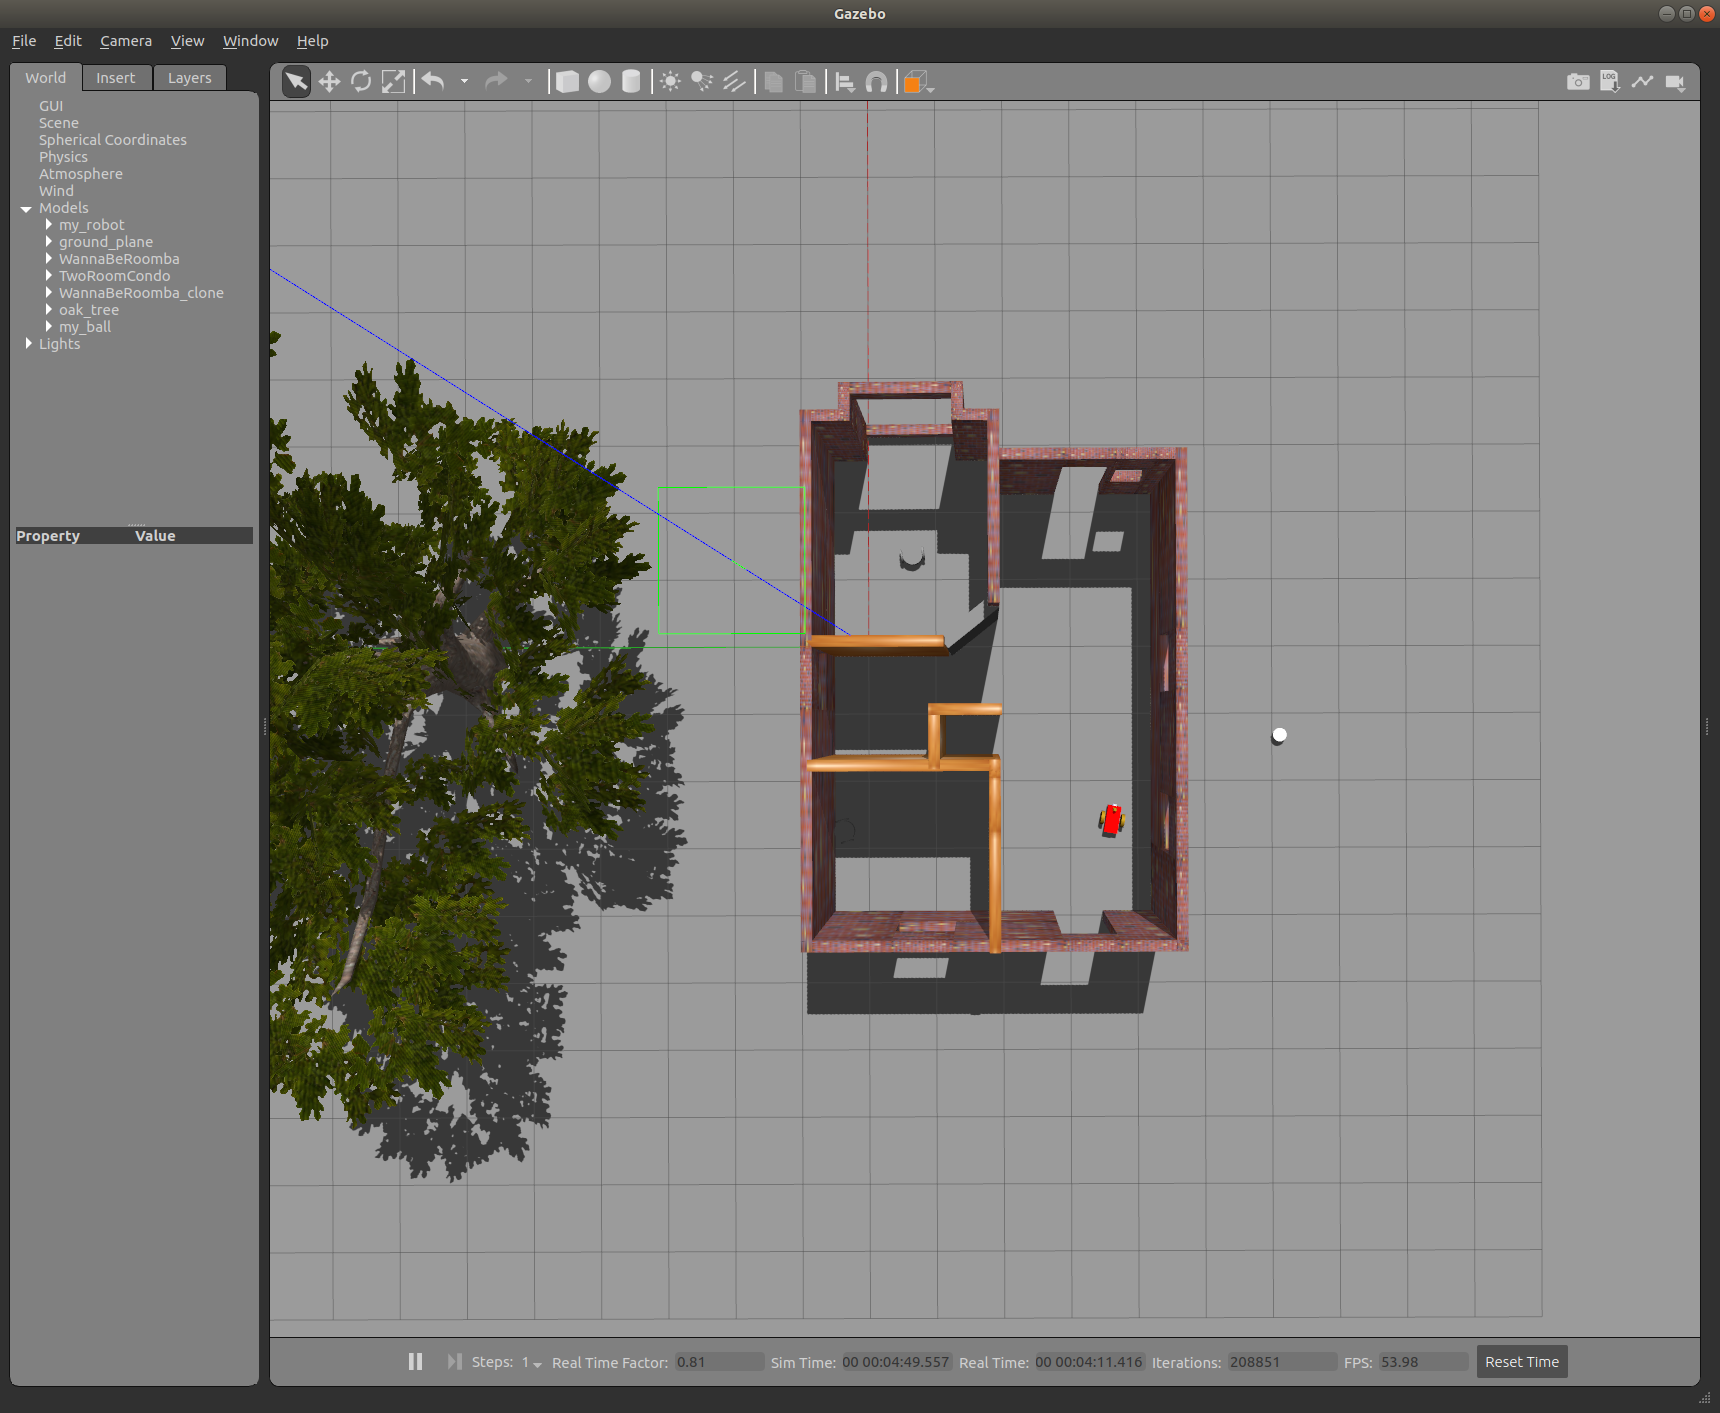 Gazebo
File Edit Camera View Window Help
World Insert Layers
LOG
GUI
Scene
Spherical Coordinates
Physics
Atmosphere
Wind
Models
my_robot
ground_plane
WannaBeRoomba
TwoRoomCondo
WannaBeRoomba_clone
oak_tree
my_ball
Lights
Property Value
Steps: 1 Real Time Factor: 0.81 Sim Time: 00 00:04:49.557 Real Time: 00 00:04:11.416 Iterations: 208851 FPS: 53.98 Reset Time